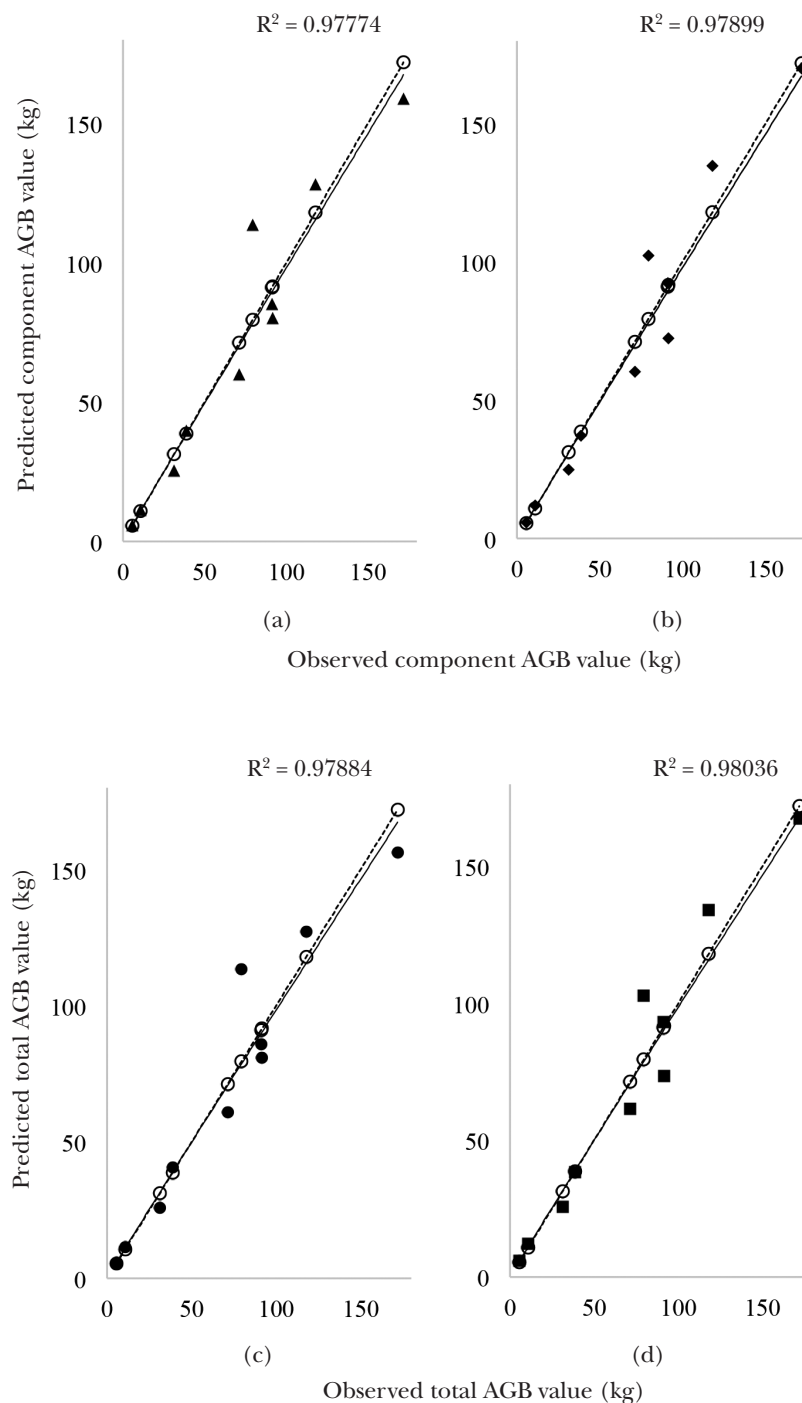 R² = 0.97774
R² = 0.97899
Predicted component AGB value (kg)
150
100
50
0
0 50 100 150
150
100
50
0
0 50 100 150
(a)
(b)
Observed component AGB value (kg)
R² = 0.97884
R² = 0.98036
Predicted total AGB value (kg)
150
100
50
0
0 50 100 150
150
100
50
0
0 50 100 150
(c)
(d)
Observed total AGB value (kg)